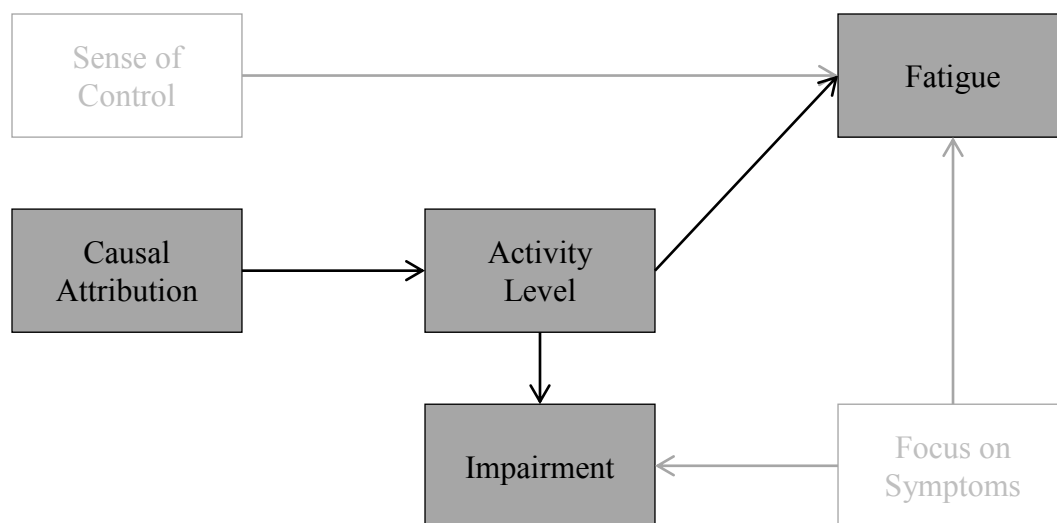 Sense of
Control
Fatigue
Causal
Attribution
Activity
Level
Impairment
Focus on
Symptoms